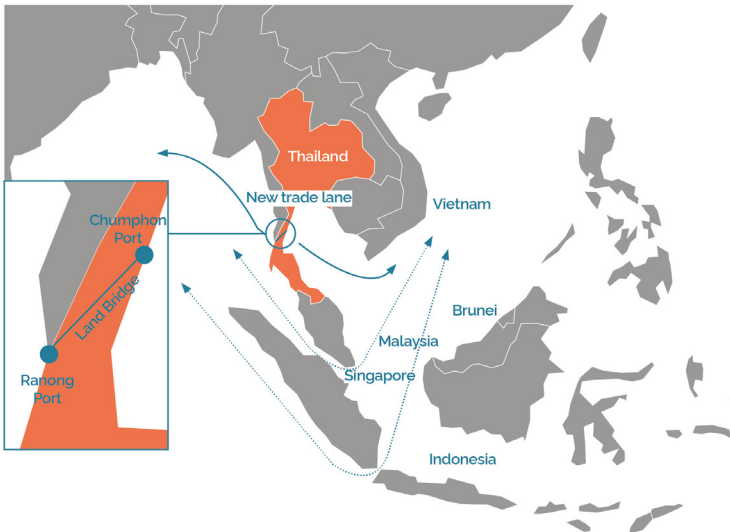 Thailand
New trade lane
Vietnam
Chumphon
Port
Land Bridge
Ranong
Port
Brunei
Malaysia
Singapore
Indonesia